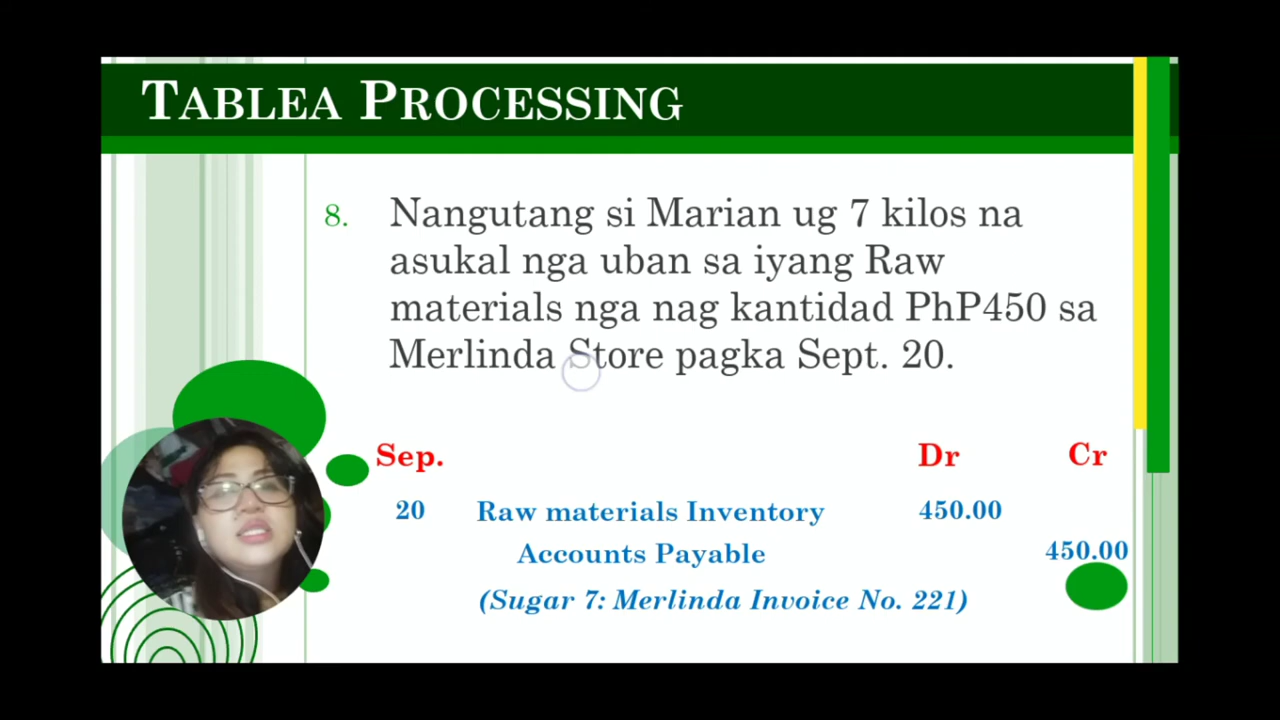 TABLEA PROCESSING
8. Nangutang si Marian ug 7 kilos na
asukal nga uban sa iyang Raw
materials nga nag kantidad PhP450 sa
Merlinda Store pagka Sept. 20.
Sep. Dr Cr
20 Raw materials Inventory 450.00
Accounts Payable 450.00
(Sugar 7: Merlinda Invoice No. 221)